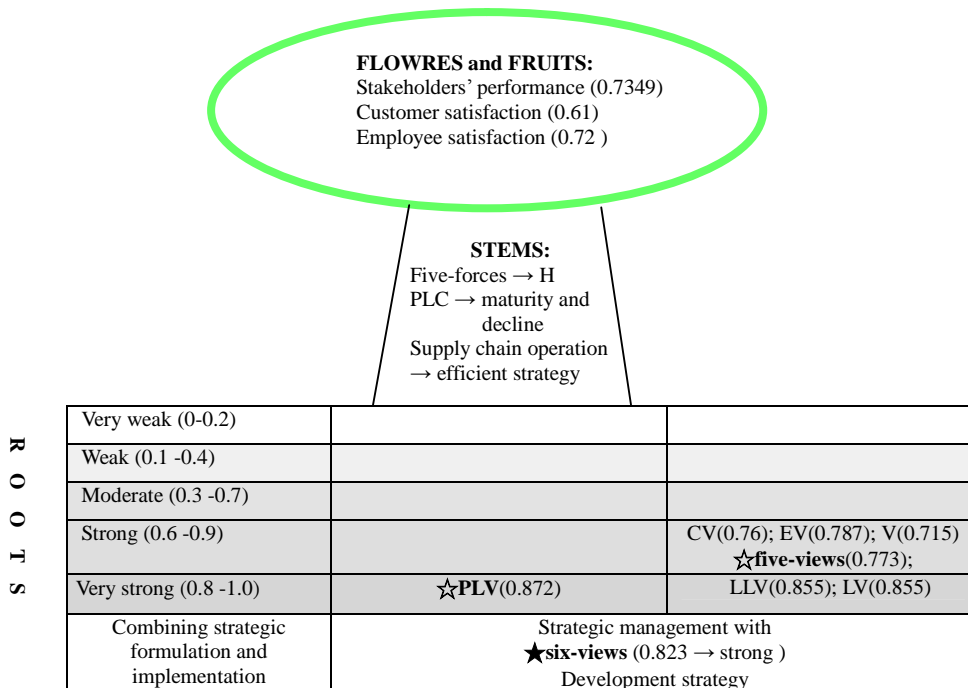 FLOWRES and FRUITS:
Stakeholders' performance (0.7349)
Customer satisfaction (0.61)
Employee satisfaction (0.72 )
STEMS:
Five-forces → H
PLC → maturity and
decline
Supply chain operation
→ efficient strategy
R O O T S
Very weak (0-0.2)
Weak (0.1 -0.4)
Moderate (0.3 -0.7)
Strong (0.6 -0.9)
CV(0.76); EV(0.787); V(0.715)
☆five-views(0.773);
Very strong (0.8 -1.0)
☆PLV(0.872)
LLV(0.855); LV(0.855)
Combining strategic
formulation and
implementation
Strategic management with
★six-views (0.823 → strong )
Development strategy